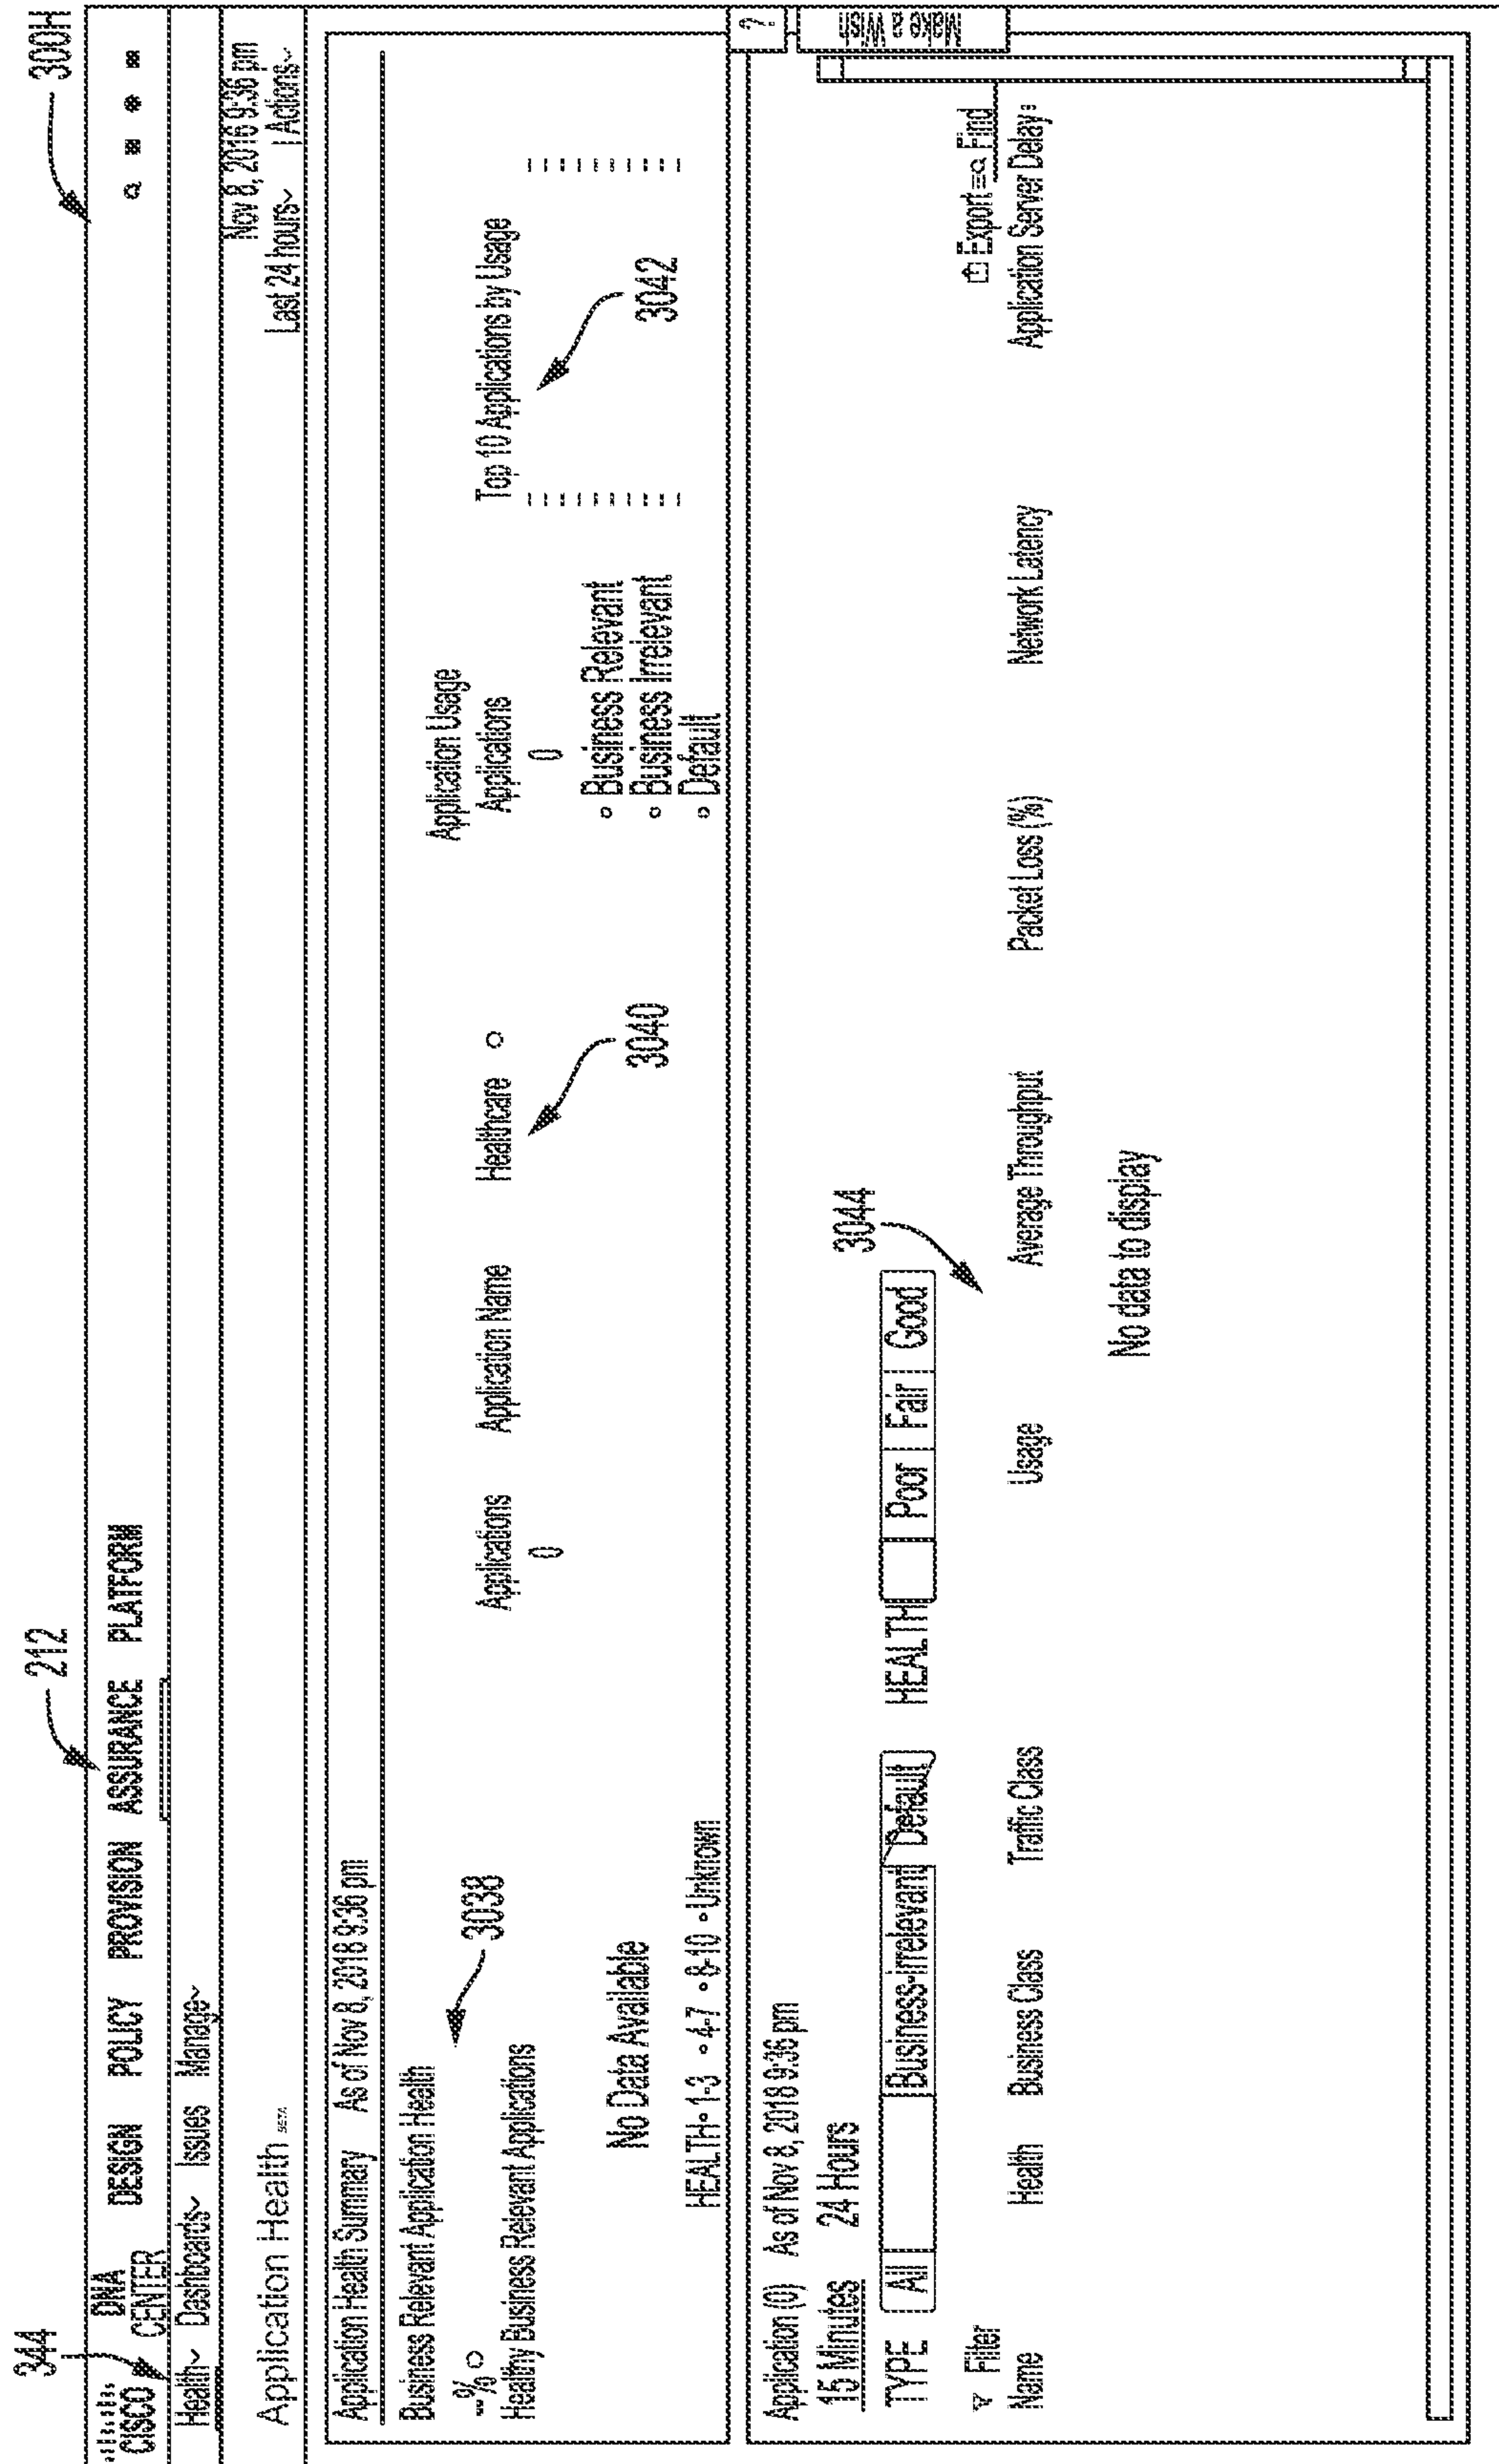 300H
344
212
CISCO DNA CENTER DESIGN POLICY PROVISION ASSURANCE PLATFORM
Health Dashboards Issues Manage
Nov 8, 2016 9:36 pm
Application Health BETA
Last 24 hours | Actions
Application Health Summary As of Nov 8, 2018 9:36 pm
Business Relevant Application Health
3038
--%
Healthy Business Relevant Applications
No Data Available
HEALTH • 1-3 • 4-7 • 8-10 • Unknown
Applications Application Name Healthcare
0
3040
Application Usage
Applications
0
Business Relevant
Business Irrelevant
Default
Top 10 Applications by Usage
3042
?
Make a Wish
Application (0) As of Nov 8, 2018 9:36 pm
15 Minutes 24 Hours
TYPE All Business-irrelevant Default HEALTH Poor Fair Good
3044
Filter Export Find
Name Health Business Class Traffic Class Usage Average Throughput Packet Loss (%) Network Latency Application Server Delay
No data to display